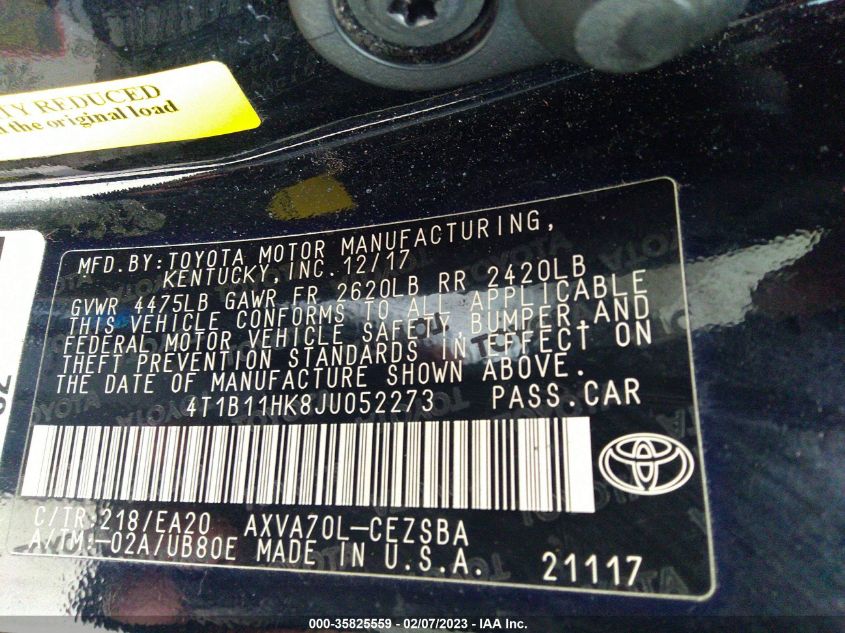 TY REDUCED
the original load
MFD.BY:TOYOTA MOTOR MANUFACTURING,
KENTUCKY,INC.12/17
GVWR 4475LB GAWR FR 2620LB RR 2420LB
THIS VEHICLE CONFORMS TO ALL APPLICABLE
FEDERAL MOTOR VEHICLE SAFETY,BUMPER AND
THEFT PREVENTION STANDARDS IN EFFECT ON
THE DATE OF MANUFACTURE SHOWN ABOVE.
4T1B11HK8JU052273 PASS.CAR
C/TR:218/EA20 AXVA70L-CEZSBA
A/TM:-02A/UB80E MADE IN U.S.A. 21117
000-35825559 - 02/07/2023 - IAA Inc.